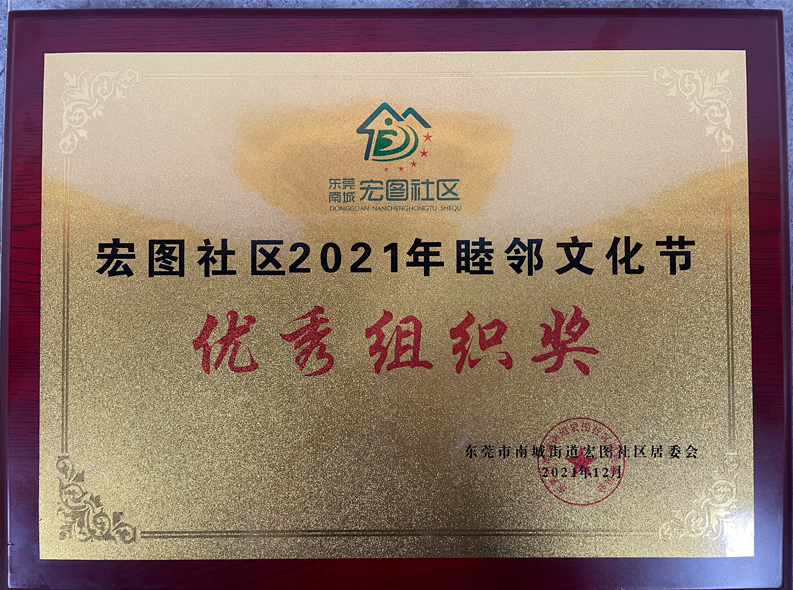 东莞
南城
宏图社区
DONGGUAN NANCHENGHONGTU SHEQU
宏图社区2021年睦邻文化节
优秀组织奖
东莞市南城街道宏图社区居委会
2021年12月